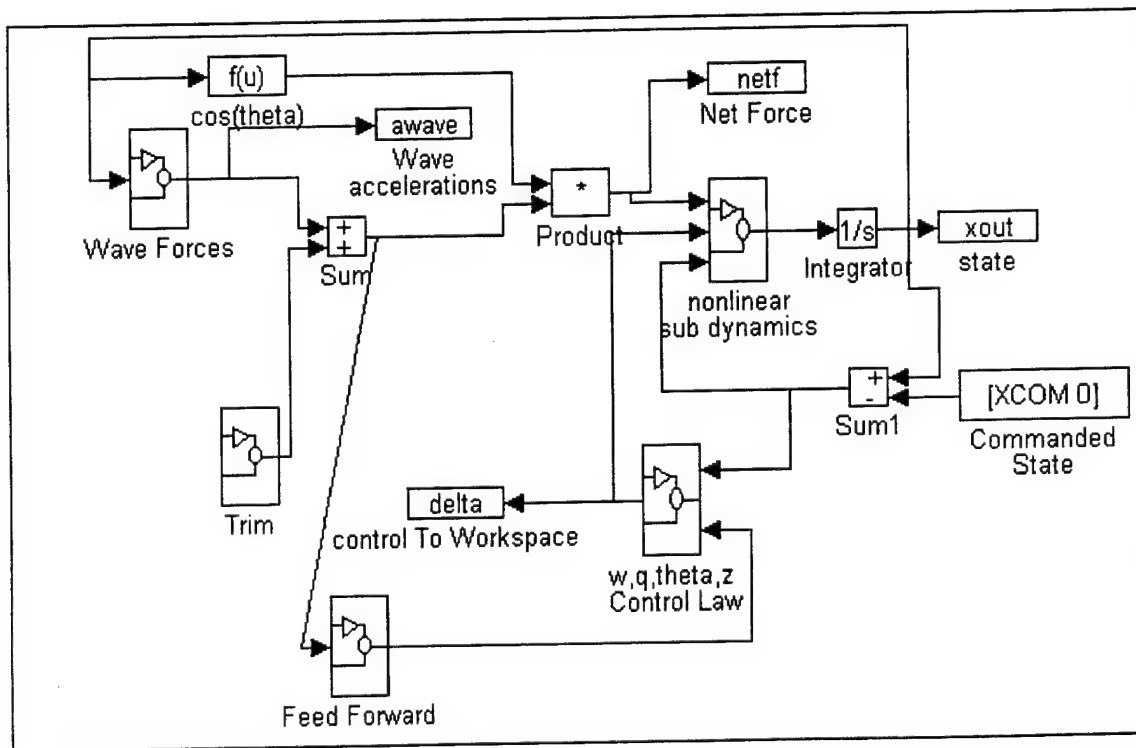 f(u)
cos(theta)
netf
Net Force
awave
Wave
accelerations
Wave Forces
+
+
Sum
*
Product
nonlinear
sub dynamics
1/s
Integrator
xout
state
+
-
Sum1
[XCOM 0]
Commanded
State
Trim
delta
control To Workspace
w,q,theta,z
Control Law
Feed Forward